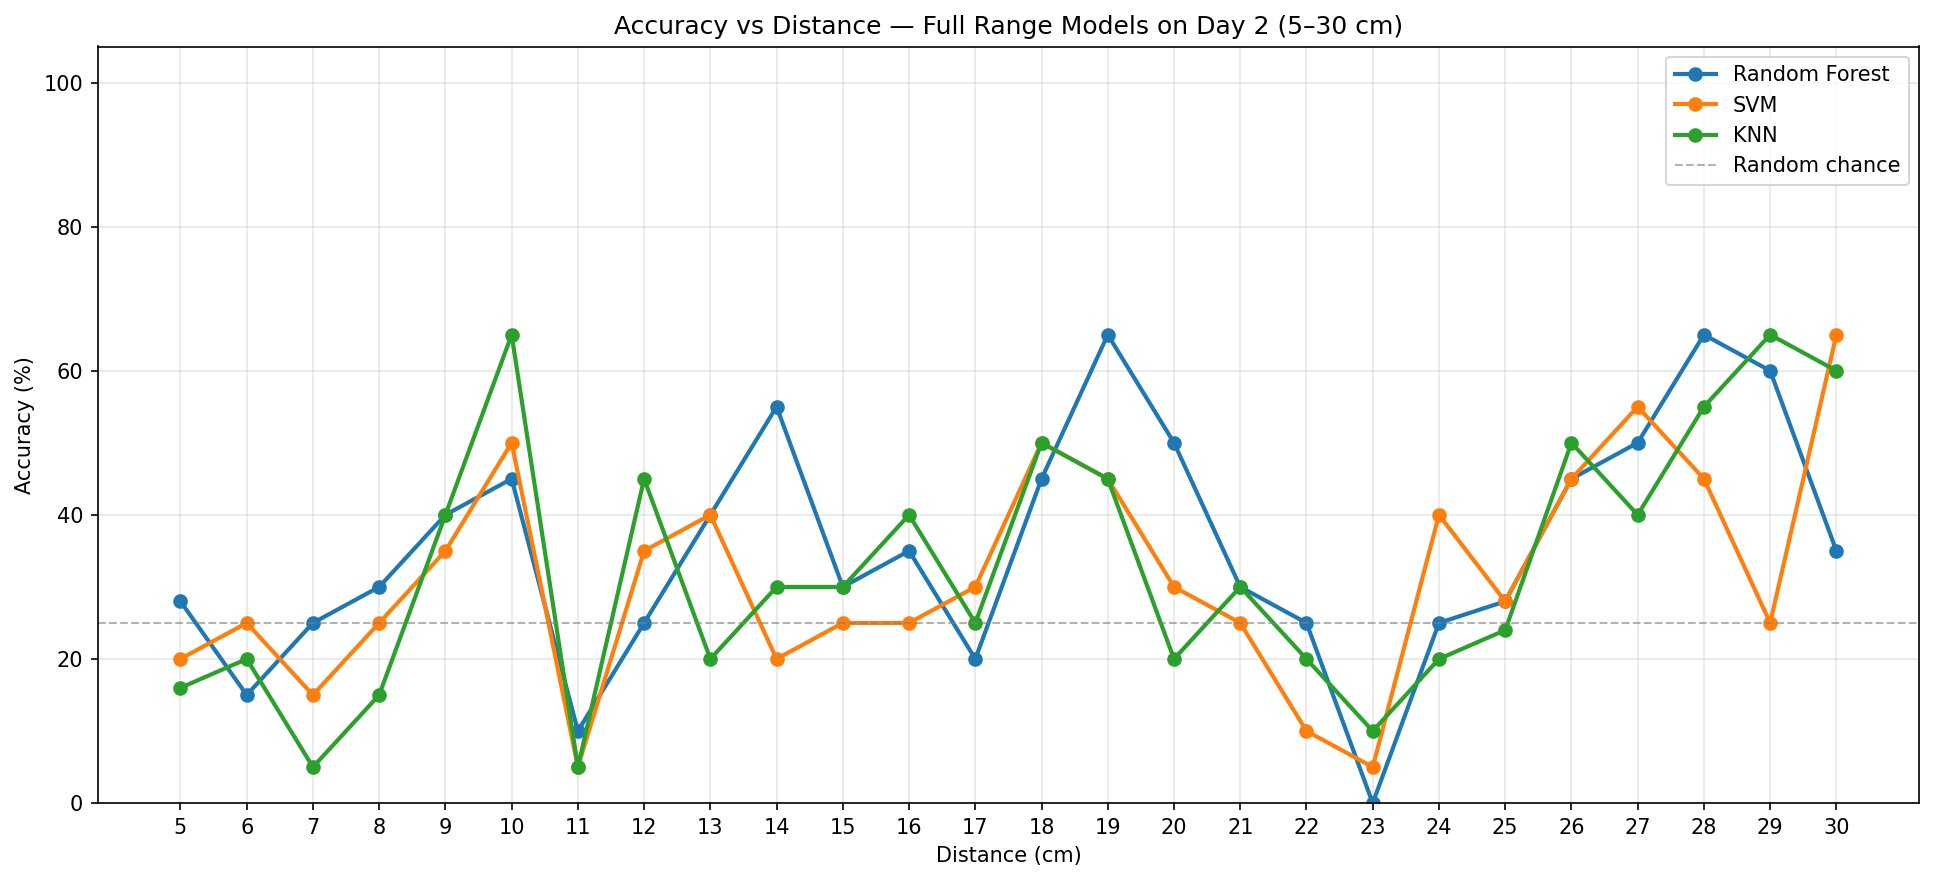 Accuracy vs Distance — Full Range Models on Day 2 (5–30 cm)
Random Forest
SVM
KNN
Random chance
Accuracy (%)
100
80
60
40
20
0
5 6 7 8 9 10 11 12 13 14 15 16 17 18 19 20 21 22 23 24 25 26 27 28 29 30
Distance (cm)